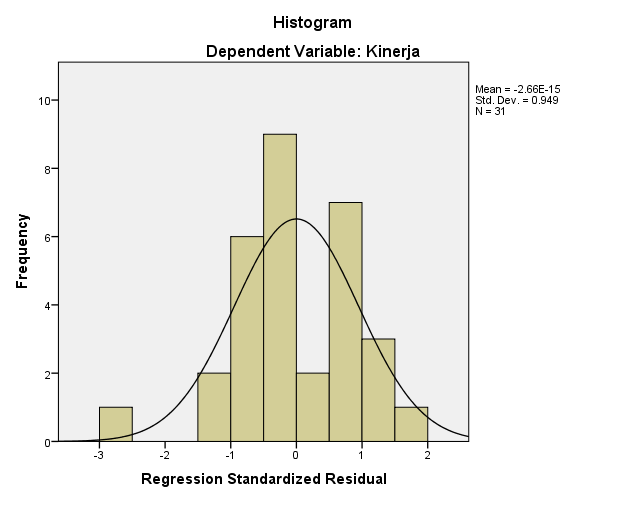 Histogram
Dependent Variable: Kinerja
Mean = -2.66E-15
Std. Dev. = 0.949
N = 31
Frequency
10
8
6
4
2
0
-3 -2 -1 0 1 2
Regression Standardized Residual